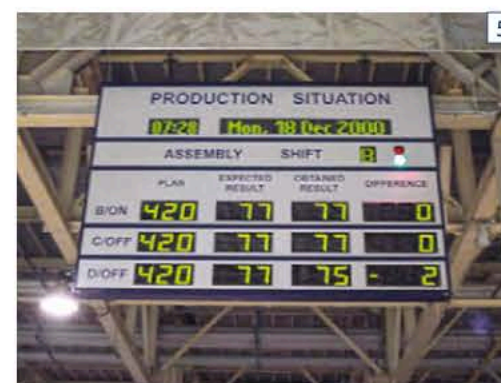 5
PRODUCTION SITUATION
07:28 Mon, 18 Dec 2000
ASSEMBLY SHIFT B
PLAN EXPECTED RESULT OBTAINED RESULT DIFFERENCE
B/ON 420 77 77 0
C/OFF 420 77 77 0
D/OFF 420 77 75 - 2